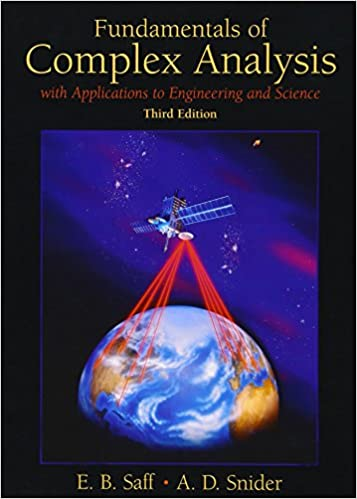 Fundamentals of
Complex Analysis
with Applications to Engineering and Science
Third Edition
E. B. Saff • A. D. Snider